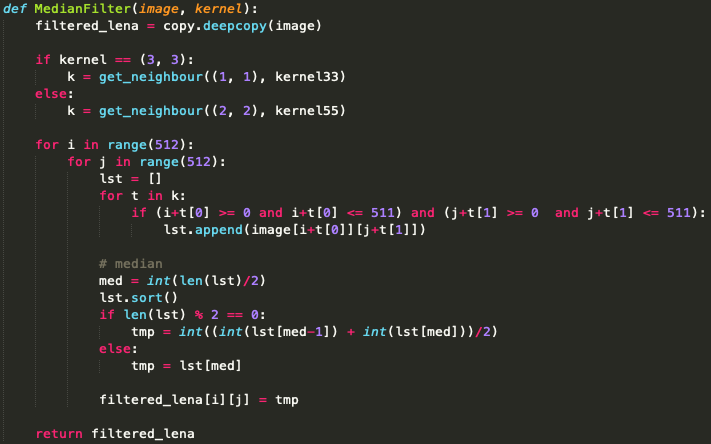 def MedianFilter(image, kernel):
    filtered_lena = copy.deepcopy(image)

    if kernel == (3, 3):
        k = get_neighbour((1, 1), kernel33)
    else:
        k = get_neighbour((2, 2), kernel55)

    for i in range(512):
        for j in range(512):
            lst = []
            for t in k:
                if (i+t[0] >= 0 and i+t[0] <= 511) and (j+t[1] >= 0  and j+t[1] <= 511):
                    lst.append(image[i+t[0]][j+t[1]])

            # median
            med = int(len(lst)/2)
            lst.sort()
            if len(lst) % 2 == 0:
                tmp = int((int(lst[med-1]) + int(lst[med]))/2)
            else:
                tmp = lst[med]

            filtered_lena[i][j] = tmp

    return filtered_lena